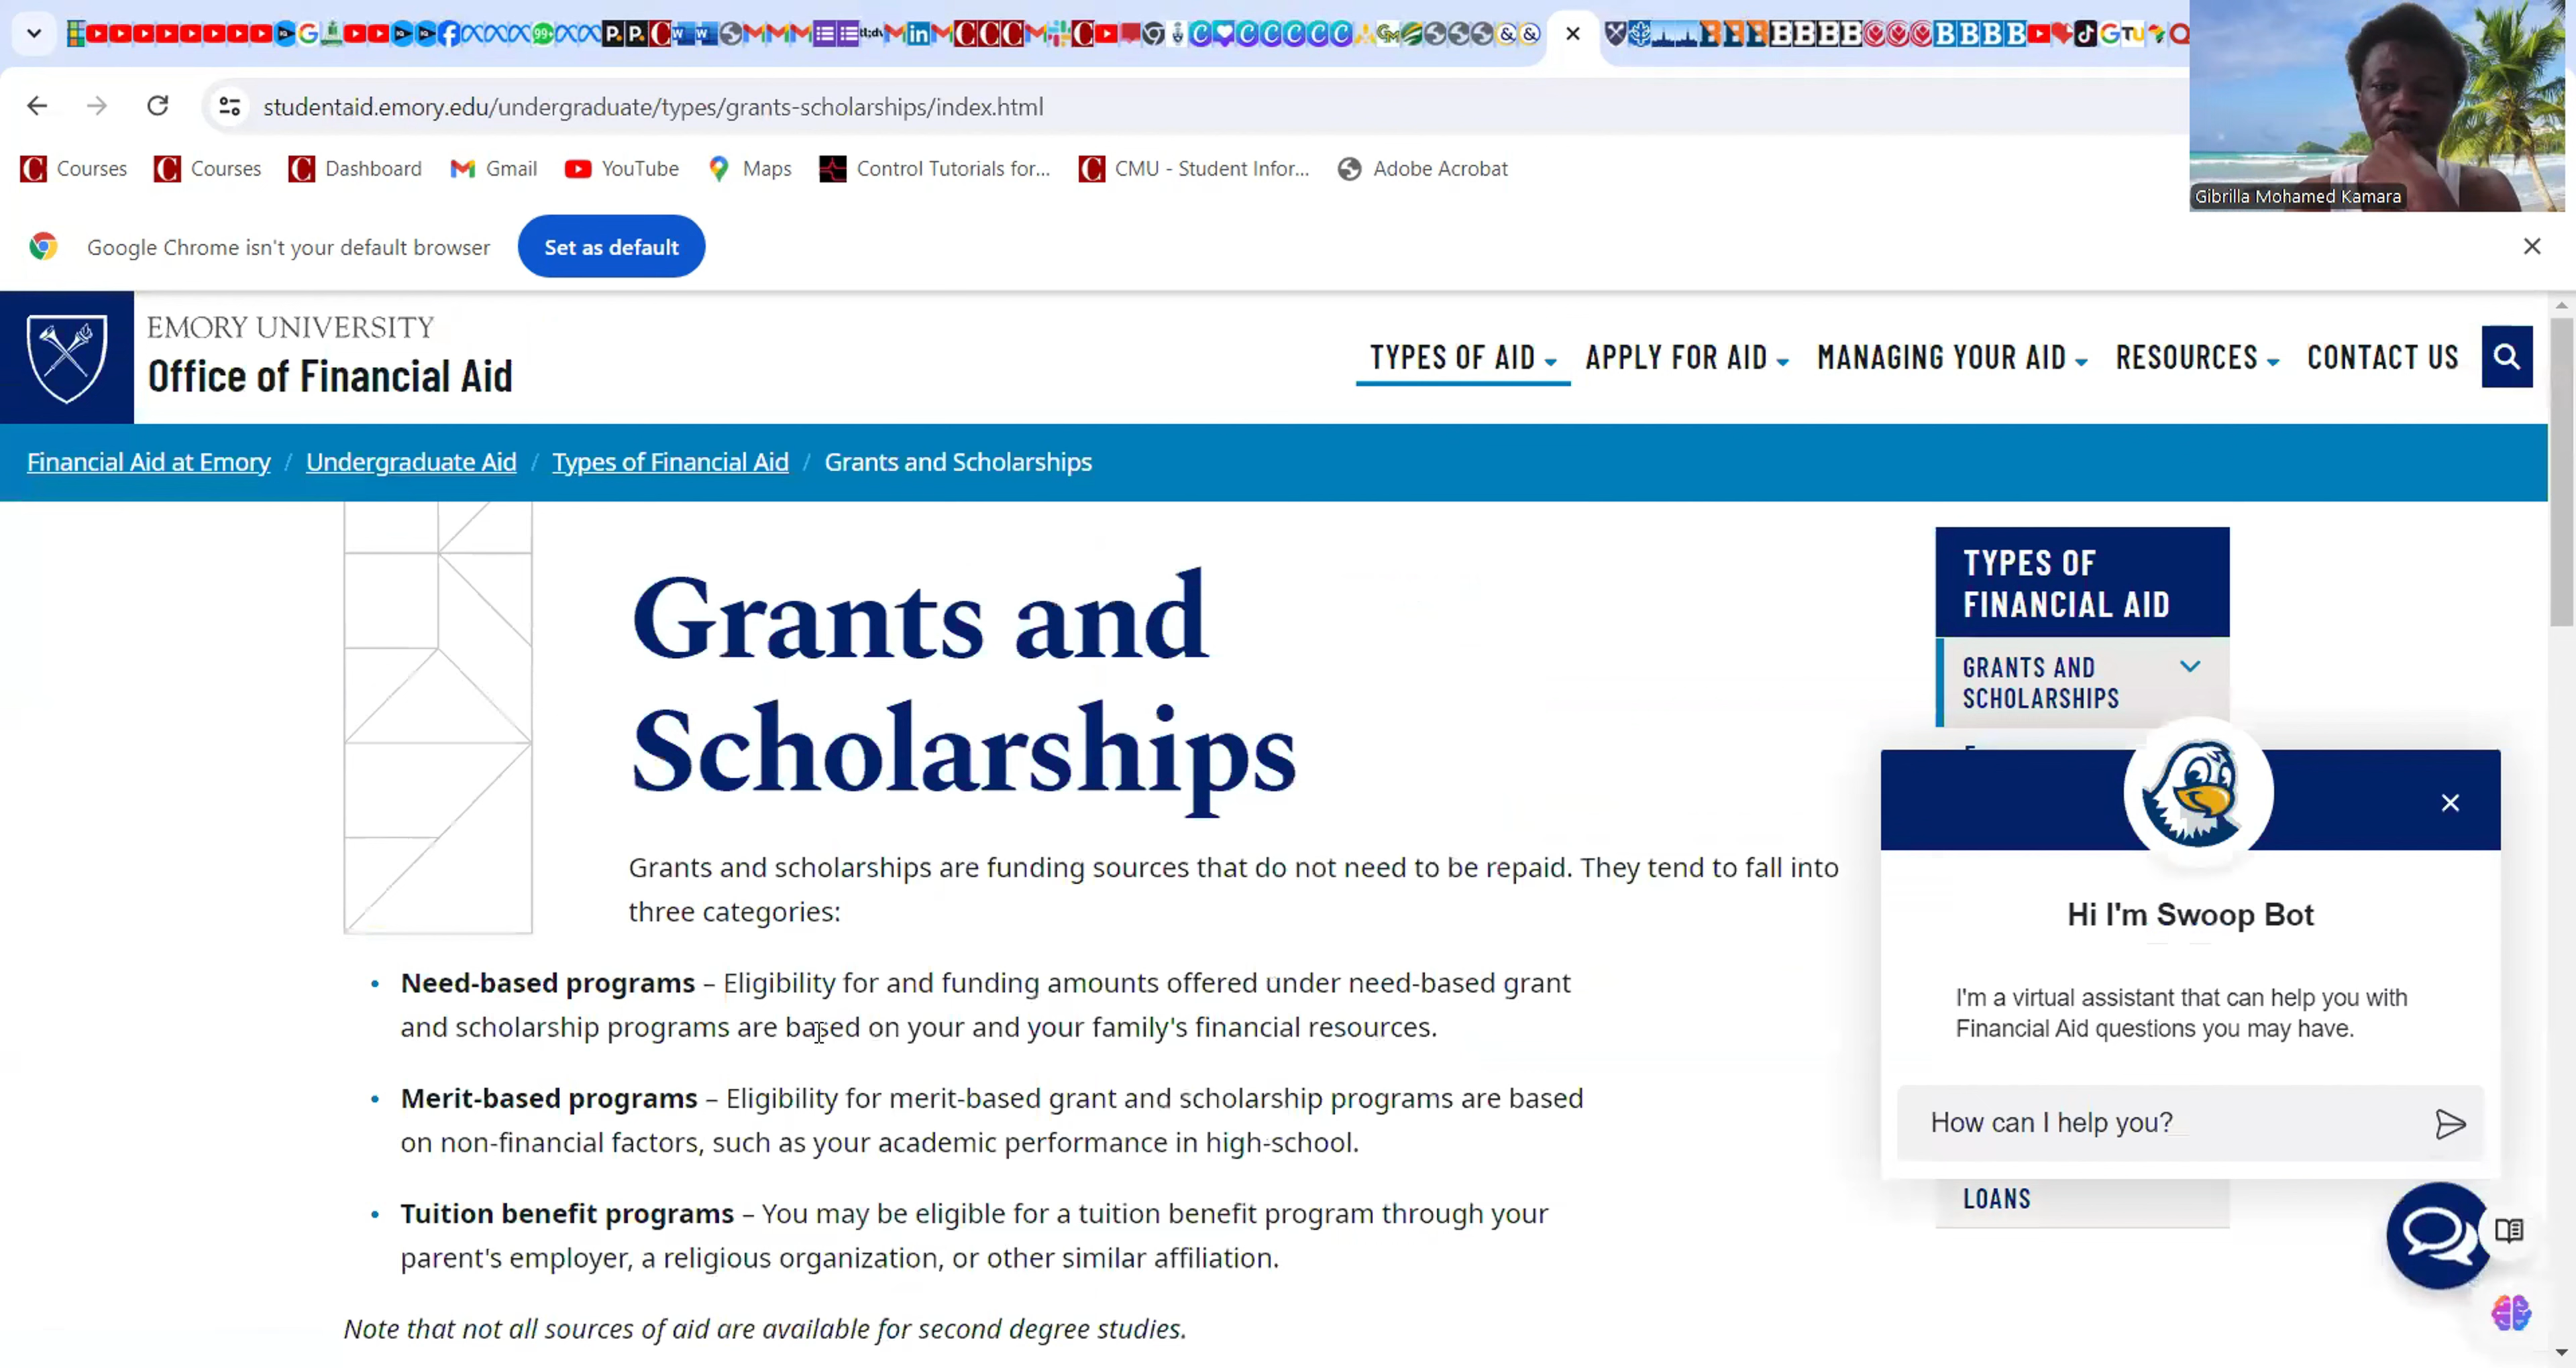 99+
P.
P.
tl;dv
studentaid.emory.edu/undergraduate/types/grants-scholarships/index.html
Courses
Courses
Dashboard
Gmail
YouTube
Maps
Control Tutorials for...
CMU - Student Infor...
Adobe Acrobat
Gibrilla Mohamed Kamara
Google Chrome isn't your default browser
Set as default
EMORY UNIVERSITY
Office of Financial Aid
TYPES OF AID
APPLY FOR AID
MANAGING YOUR AID
RESOURCES
CONTACT US
Financial Aid at Emory / Undergraduate Aid / Types of Financial Aid / Grants and Scholarships
Grants and
Scholarships
Grants and scholarships are funding sources that do not need to be repaid. They tend to fall into
three categories:
• Need-based programs – Eligibility for and funding amounts offered under need-based grant
and scholarship programs are based on your and your family's financial resources.
• Merit-based programs – Eligibility for merit-based grant and scholarship programs are based
on non-financial factors, such as your academic performance in high-school.
• Tuition benefit programs – You may be eligible for a tuition benefit program through your
parent's employer, a religious organization, or other similar affiliation.
Note that not all sources of aid are available for second degree studies.
TYPES OF
FINANCIAL AID
GRANTS AND
SCHOLARSHIPS
Hi I'm Swoop Bot
I'm a virtual assistant that can help you with
Financial Aid questions you may have.
How can I help you?
LOANS